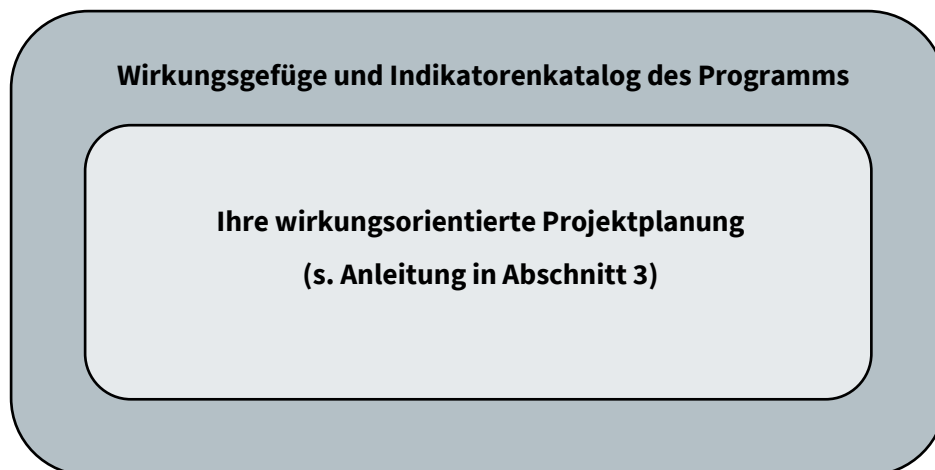 Wirkungsgefüge und Indikatorenkatalog des Programms
Ihre wirkungsorientierte Projektplanung
(s. Anleitung in Abschnitt 3)